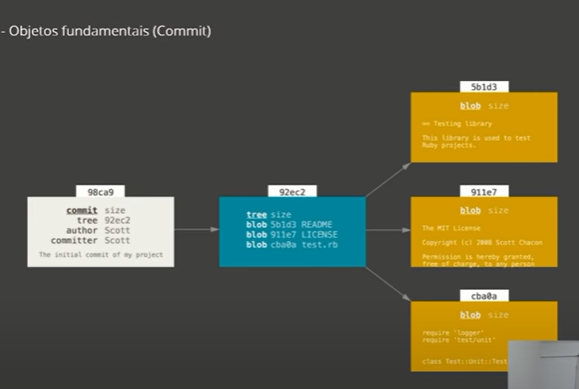 - Objetos fundamentais (Commit)
98ca9
commit size
tree 92ec2
author Scott
committer Scott
The initial commit of my project
92ec2
tree size
blob 5b1d3 README
blob 911e7 LICENSE
blob cba0a test.rb
5b1d3
blob size
== Testing library
This library is used to test
Ruby projects.
911e7
blob size
The MIT License
Copyright (c) 2008 Scott Chacon
Permission is hereby granted,
free of charge, to any person
cba0a
blob size
require 'logger'
require 'test/unit'
class Test::Unit::Test